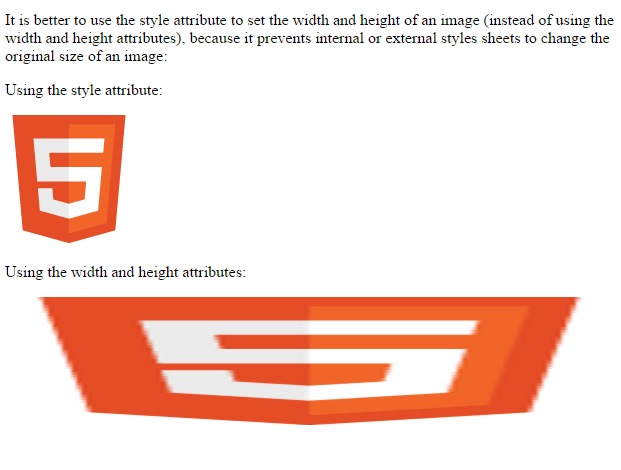 It is better to use the style attribute to set the width and height of an image (instead of using the
width and height attributes), because it prevents internal or external styles sheets to change the
original size of an image:
Using the style attribute:
5
Using the width and height attributes:
5